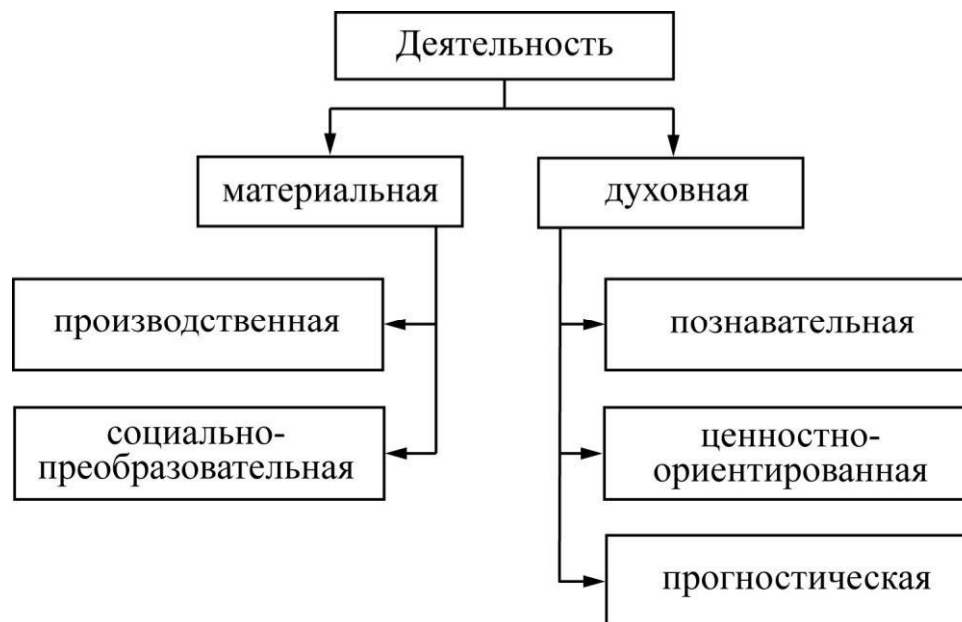 Деятельность
материальная
духовная
производственная
познавательная
социально-
преобразовательная
ценностно-
ориентированная
прогностическая